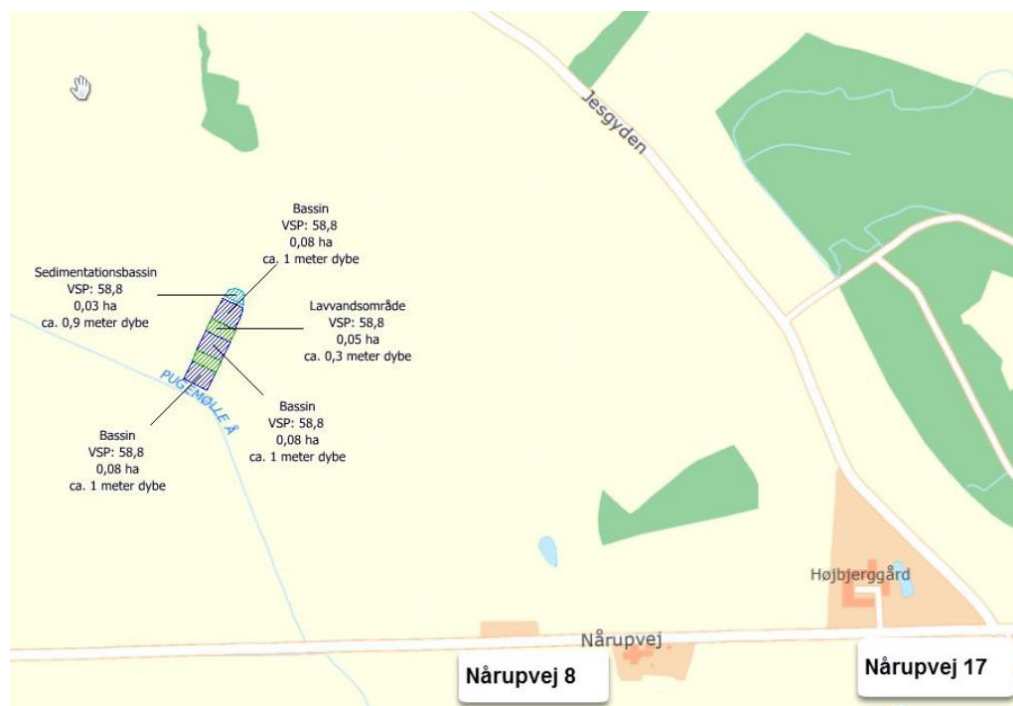 Jesgyden
Bassin
VSP: 58,8
0,08 ha
ca. 1 meter dybe
Sedimentationsbassin
VSP: 58,8
0,03 ha
ca. 0,9 meter dybe
Lavvandsområde
VSP: 58,8
0,05 ha
ca. 0,3 meter dybe
PUGEMØLLE Å
Bassin
VSP: 58,8
0,08 ha
ca. 1 meter dybe
Bassin
VSP: 58,8
0,08 ha
ca. 1 meter dybe
Højbjerggård
Nårupvej
Nårupvej 8
Nårupvej 17